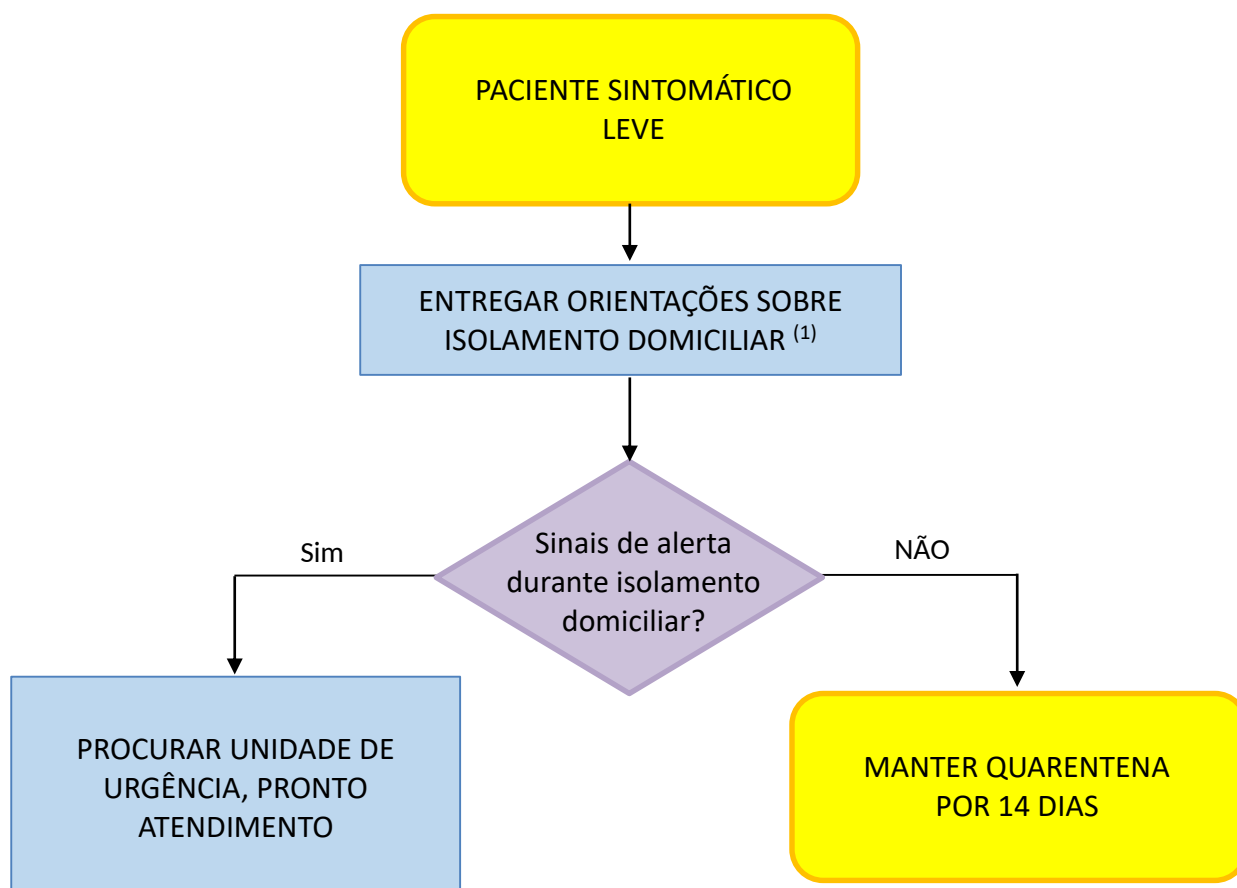 PACIENTE SINTOMÁTICO
LEVE
ENTREGAR ORIENTAÇÕES SOBRE
ISOLAMENTO DOMICILIAR (1)
Sinais de alerta
durante isolamento
domiciliar?
Sim
NÃO
PROCURAR UNIDADE DE
URGÊNCIA, PRONTO
ATENDIMENTO
MANTER QUARENTENA
POR 14 DIAS